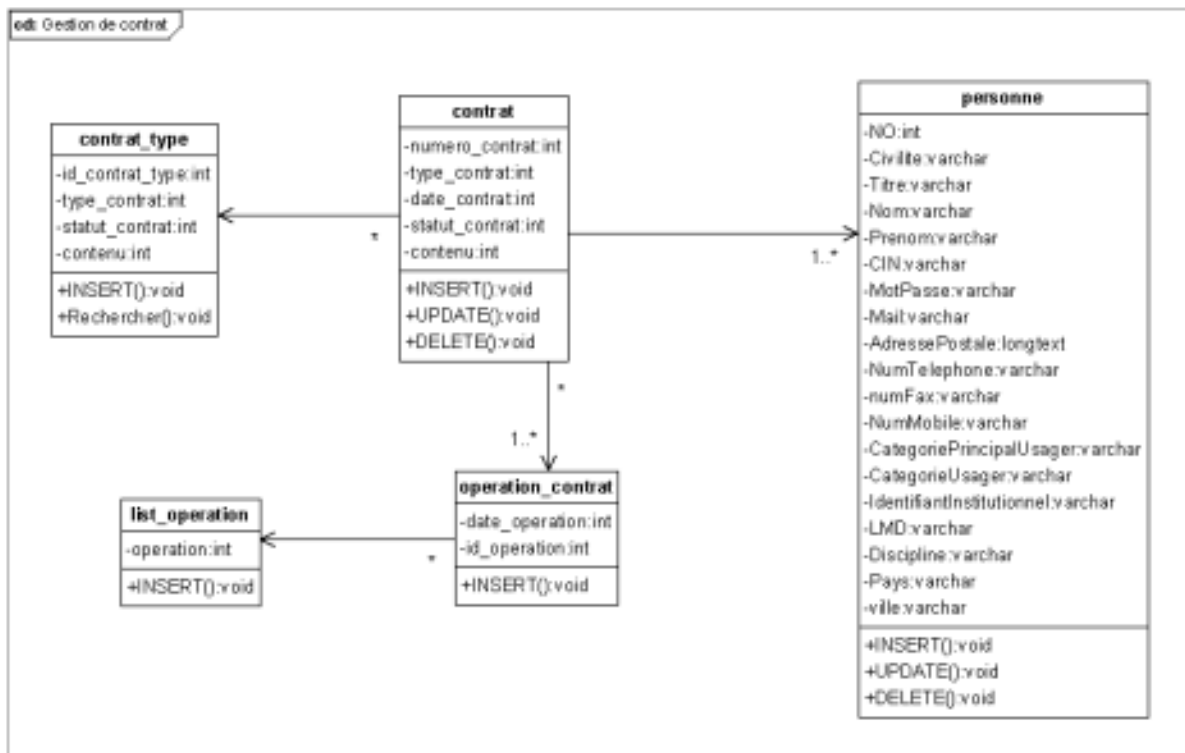 cd: Gestion de contrat
contrat_type
-id_contrat_type:int
-type_contrat:int
-statut_contrat:int
-contenu:int
+INSERT():void
+Rechercher():void
contrat
-numero_contrat:int
-type_contrat:int
-date_contrat:int
-statut_contrat:int
-contenu:int
+INSERT():void
+UPDATE():void
+DELETE():void
*
1..*
*
1..*
personne
-NO:int
-Civilite:varchar
-Titre:varchar
-Nom:varchar
-Prenom:varchar
-CIN:varchar
-MotPasse:varchar
-Mail:varchar
-AdressePostale:longtext
-NumTelephone:varchar
-numFax:varchar
-NumMobile:varchar
-CategoriePrincipalUsager:varchar
-CategorieUsager:varchar
-IdentifiantInstitutionnel:varchar
-LMD:varchar
-Discipline:varchar
-Pays:varchar
-ville:varchar
+INSERT():void
+UPDATE():void
+DELETE():void
list_operation
-operation:int
+INSERT():void
*
operation_contrat
-date_operation:int
-id_operation:int
+INSERT():void